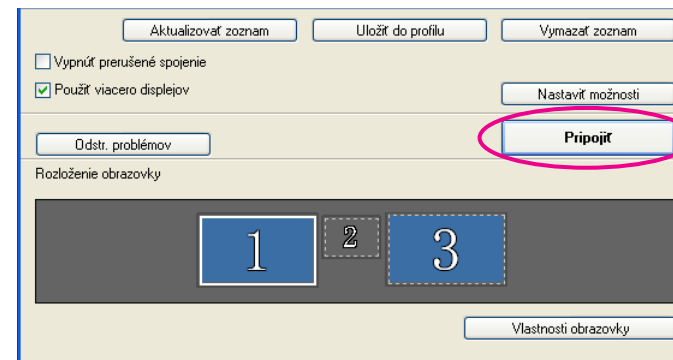 Aktualizovať zoznam Uložiť do profilu Vymazať zoznam
Vypnúť prerušené spojenie
Použiť viacero displejov
Nastaviť možnosti
Pripojiť
Odstr. problémov
Rozloženie obrazovky
1 2 3
Vlastnosti obrazovky